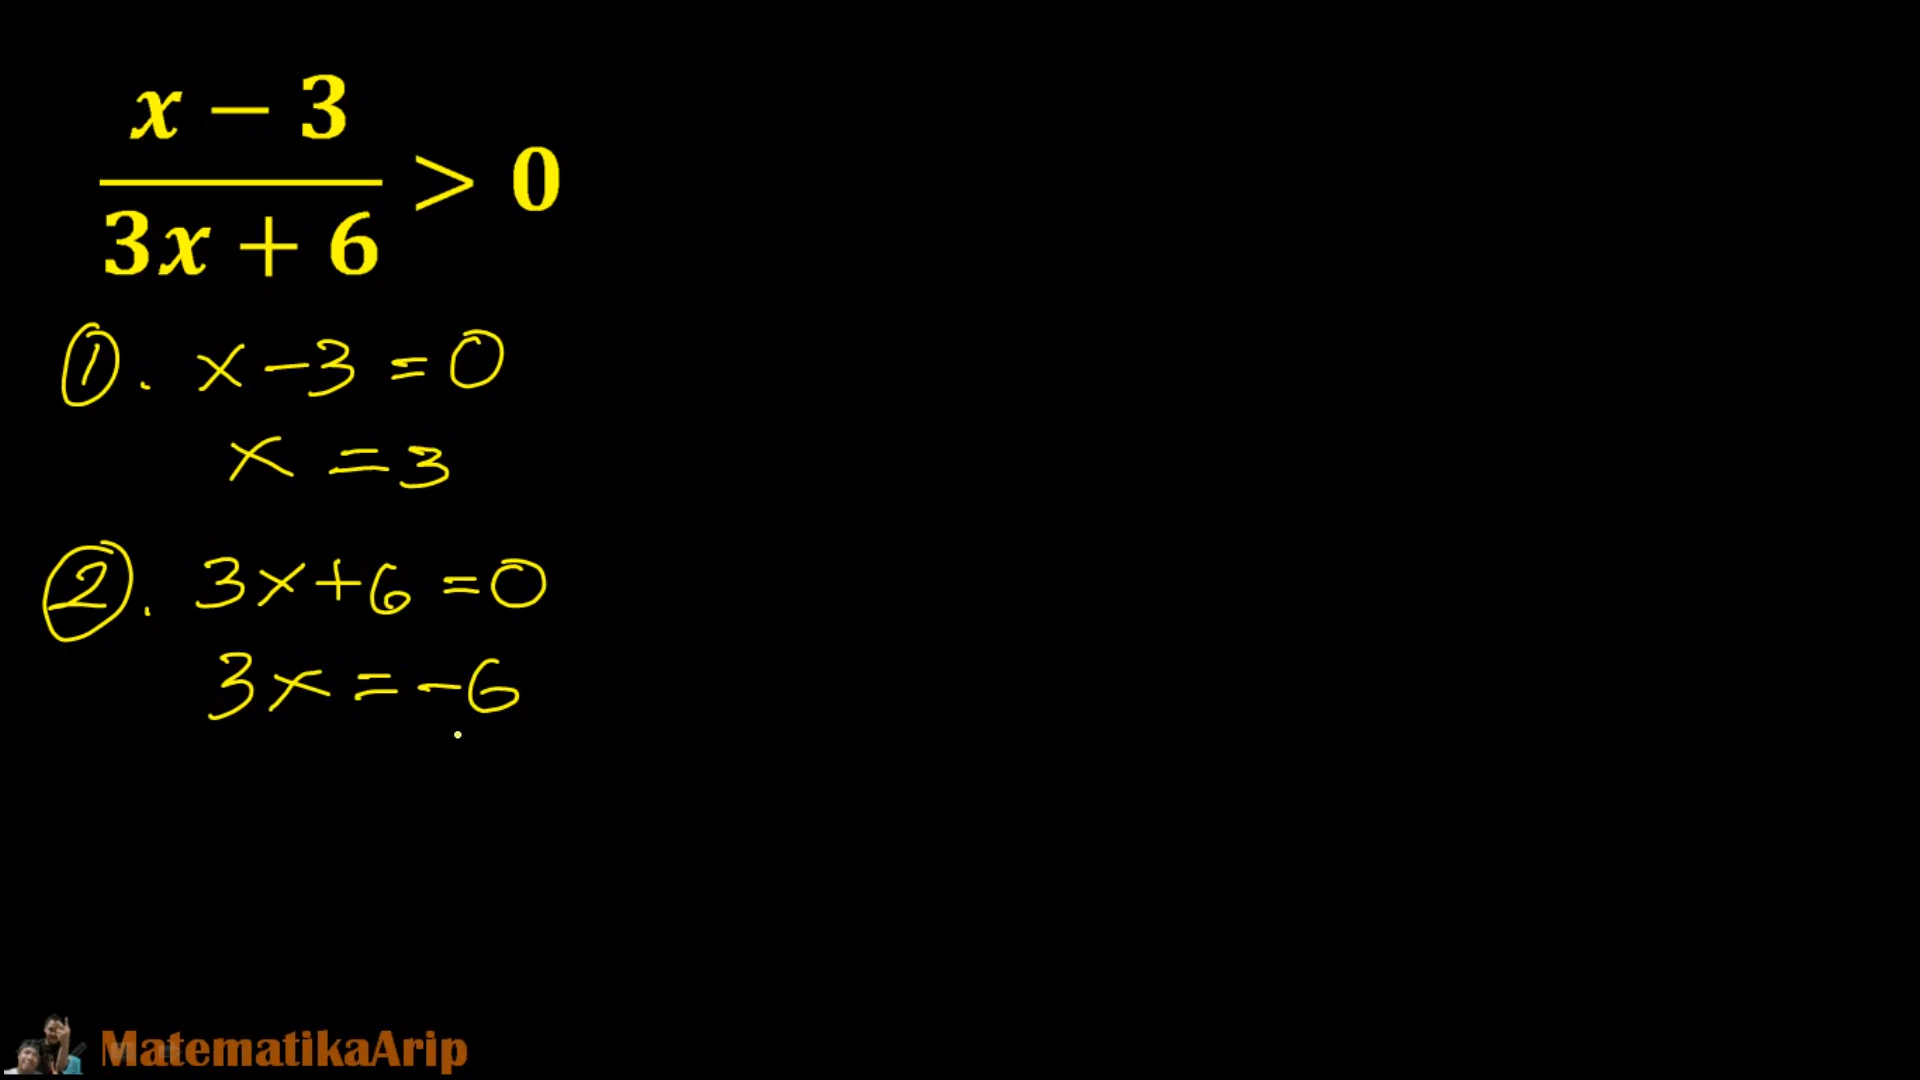 x − 3
3x + 6
> 0
①. x − 3 = 0
x = 3
②. 3x + 6 = 0
3x = −6
MatematikaArip